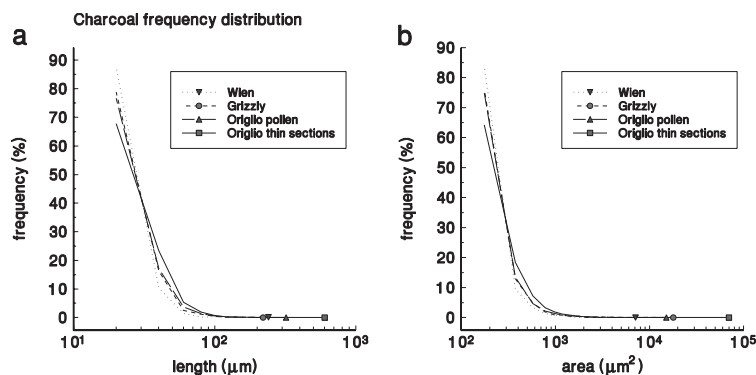 Charcoal frequency distribution
a
90
80
70
60
50
40
30
20
10
0
frequency (%)
Wien
Grizzly
Origlio pollen
Origlio thin sections
10¹
10²
10³
length (μm)
b
90
80
70
60
50
40
30
20
10
0
frequency (%)
Wien
Grizzly
Origlio pollen
Origlio thin sections
10²
10³
10⁴
10⁵
area (μm²)